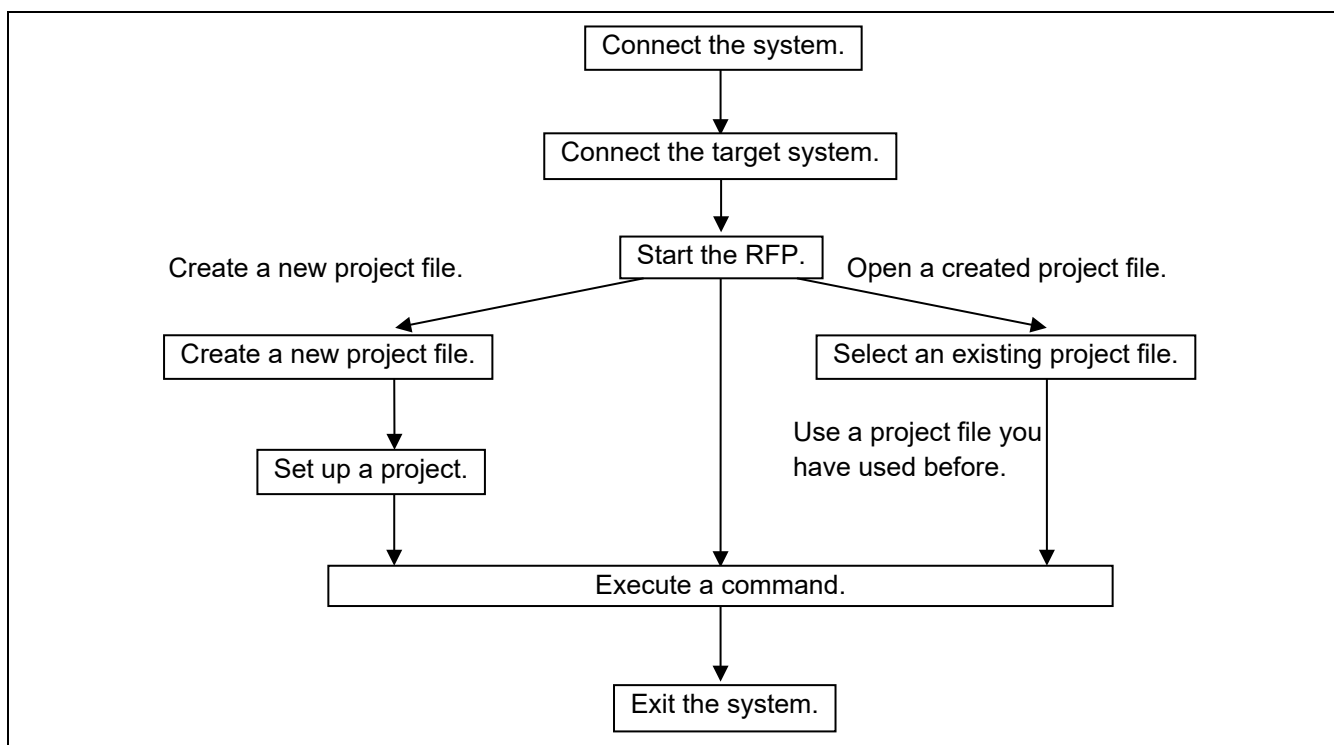 Connect the system.
Connect the target system.
Start the RFP.
Create a new project file.
Open a created project file.
Create a new project file.
Select an existing project file.
Use a project file you
have used before.
Set up a project.
Execute a command.
Exit the system.